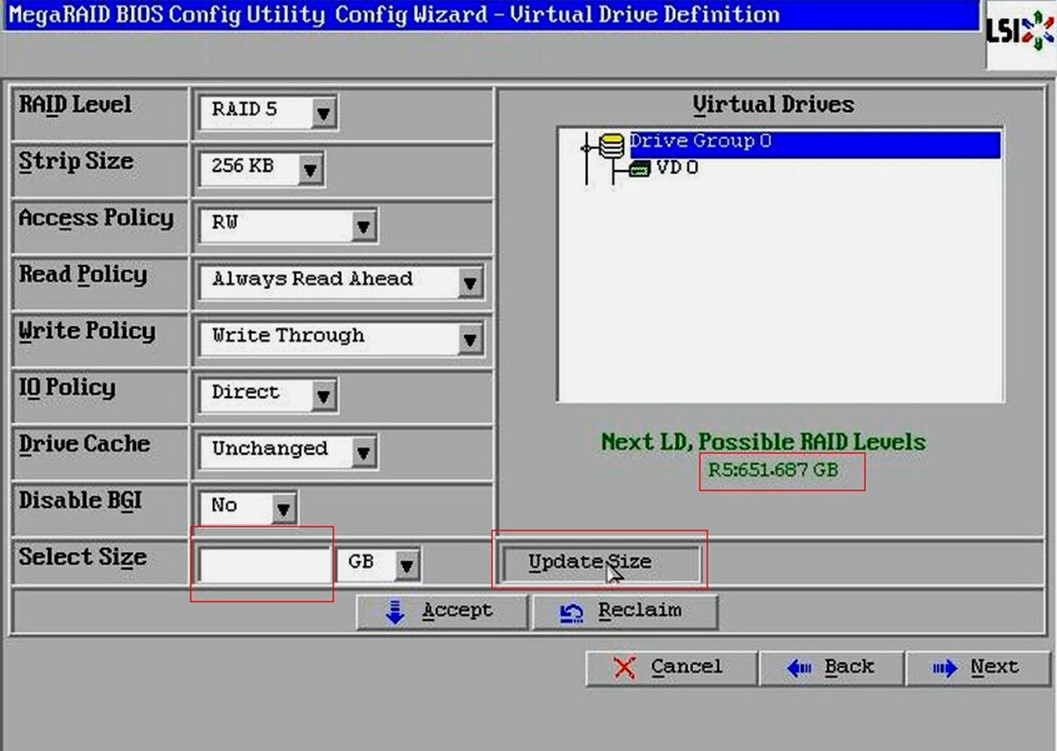 MegaRAID BIOS Config Utility Config Wizard - Virtual Drive Definition
LSI
RAID Level
RAID 5
Strip Size
256 KB
Access Policy
RW
Read Policy
Always Read Ahead
Write Policy
Write Through
IO Policy
Direct
Drive Cache
Unchanged
Disable BGI
No
Select Size
GB
Update Size
Virtual Drives
Drive Group 0
VD 0
Next LD, Possible RAID Levels
R5:651.687 GB
Accept
Reclaim
Cancel
Back
Next